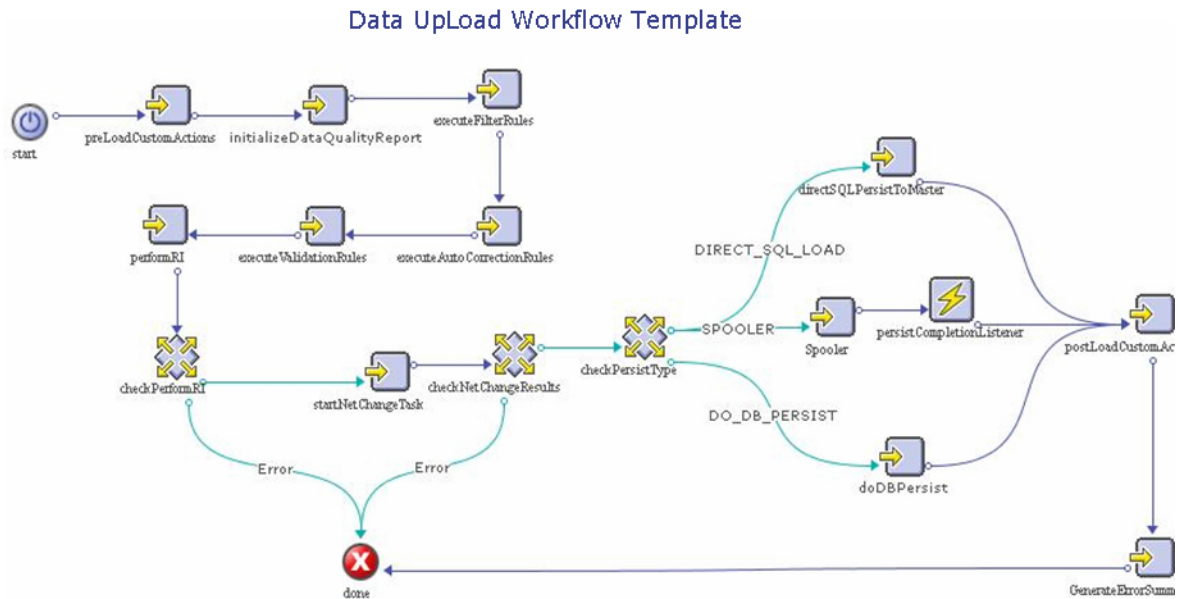 Data UpLoad Workflow Template
start
preLoadCustomActions
initializeDataQualityReport
executeFilterRules
directSQLPersistToMaster
performRI
executeValidationRules
executeAutoCorrectionRules
DIRECT_SQL_LOAD
SPOOLER
Spooler
persistCompletionListener
postLoadCustomAc
checkPerformRI
startNetChangeTask
checkNetChangeResults
checkPersistType
DO_DB_PERSIST
Error
Error
doDBPersist
done
GenerateErrorSumm